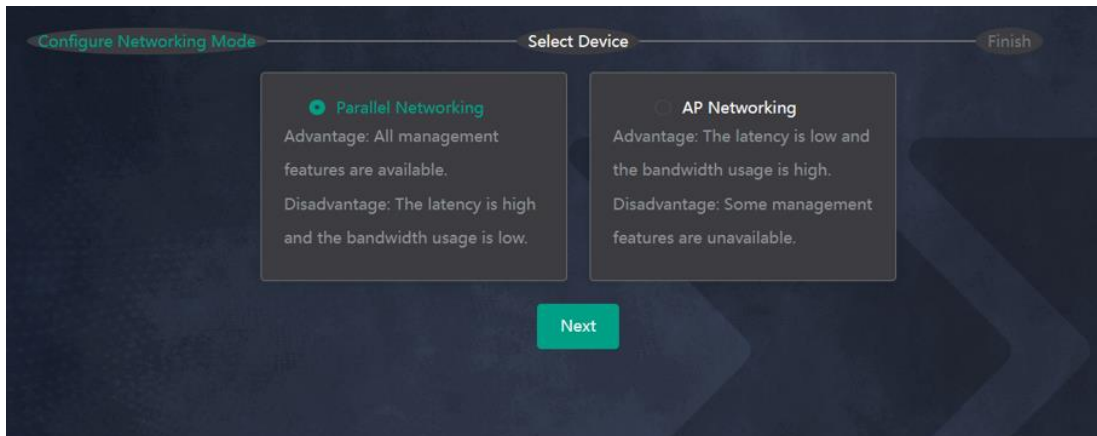 Configure Networking Mode
Select Device
Finish
Parallel Networking
Advantage: All management
features are available.
Disadvantage: The latency is high
and the bandwidth usage is low.
AP Networking
Advantage: The latency is low and
the bandwidth usage is high.
Disadvantage: Some management
features are unavailable.
Next